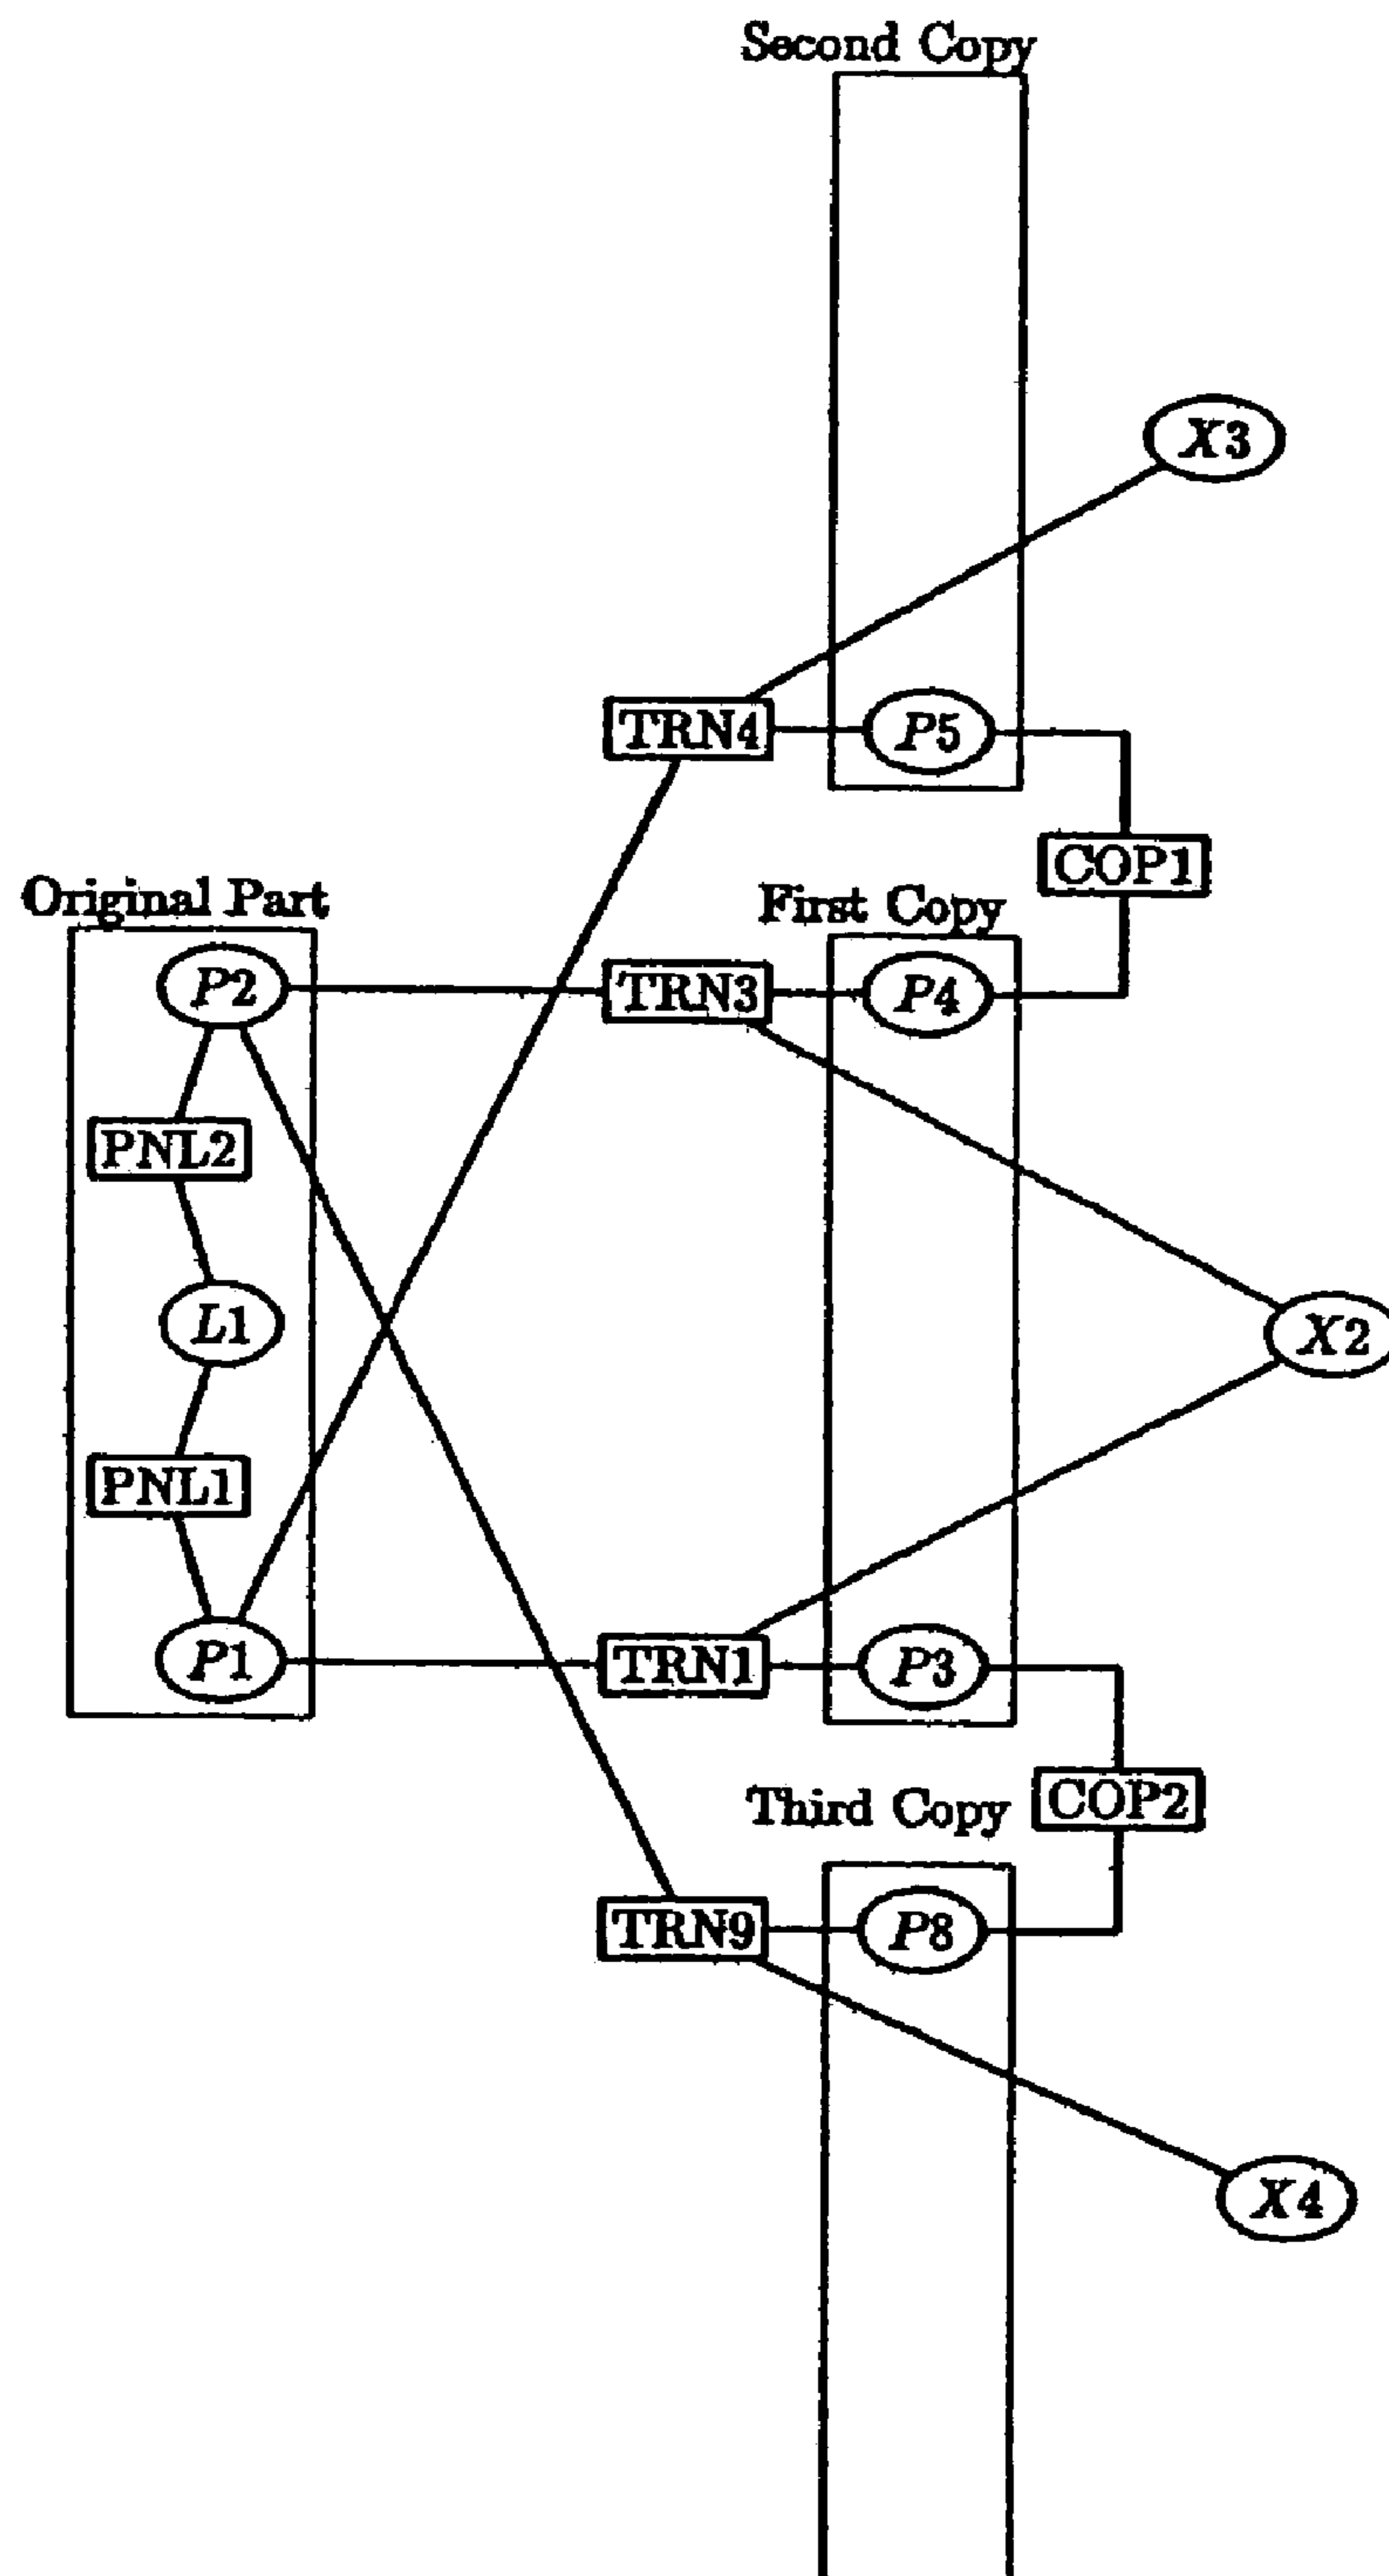 Second Copy
X3
TRN4
P5
COP1
Original Part
First Copy
P2
TRN3
P4
PNL2
L1
X2
PNL1
P1
TRN1
P3
COP2
Third Copy
TRN9
P8
X4